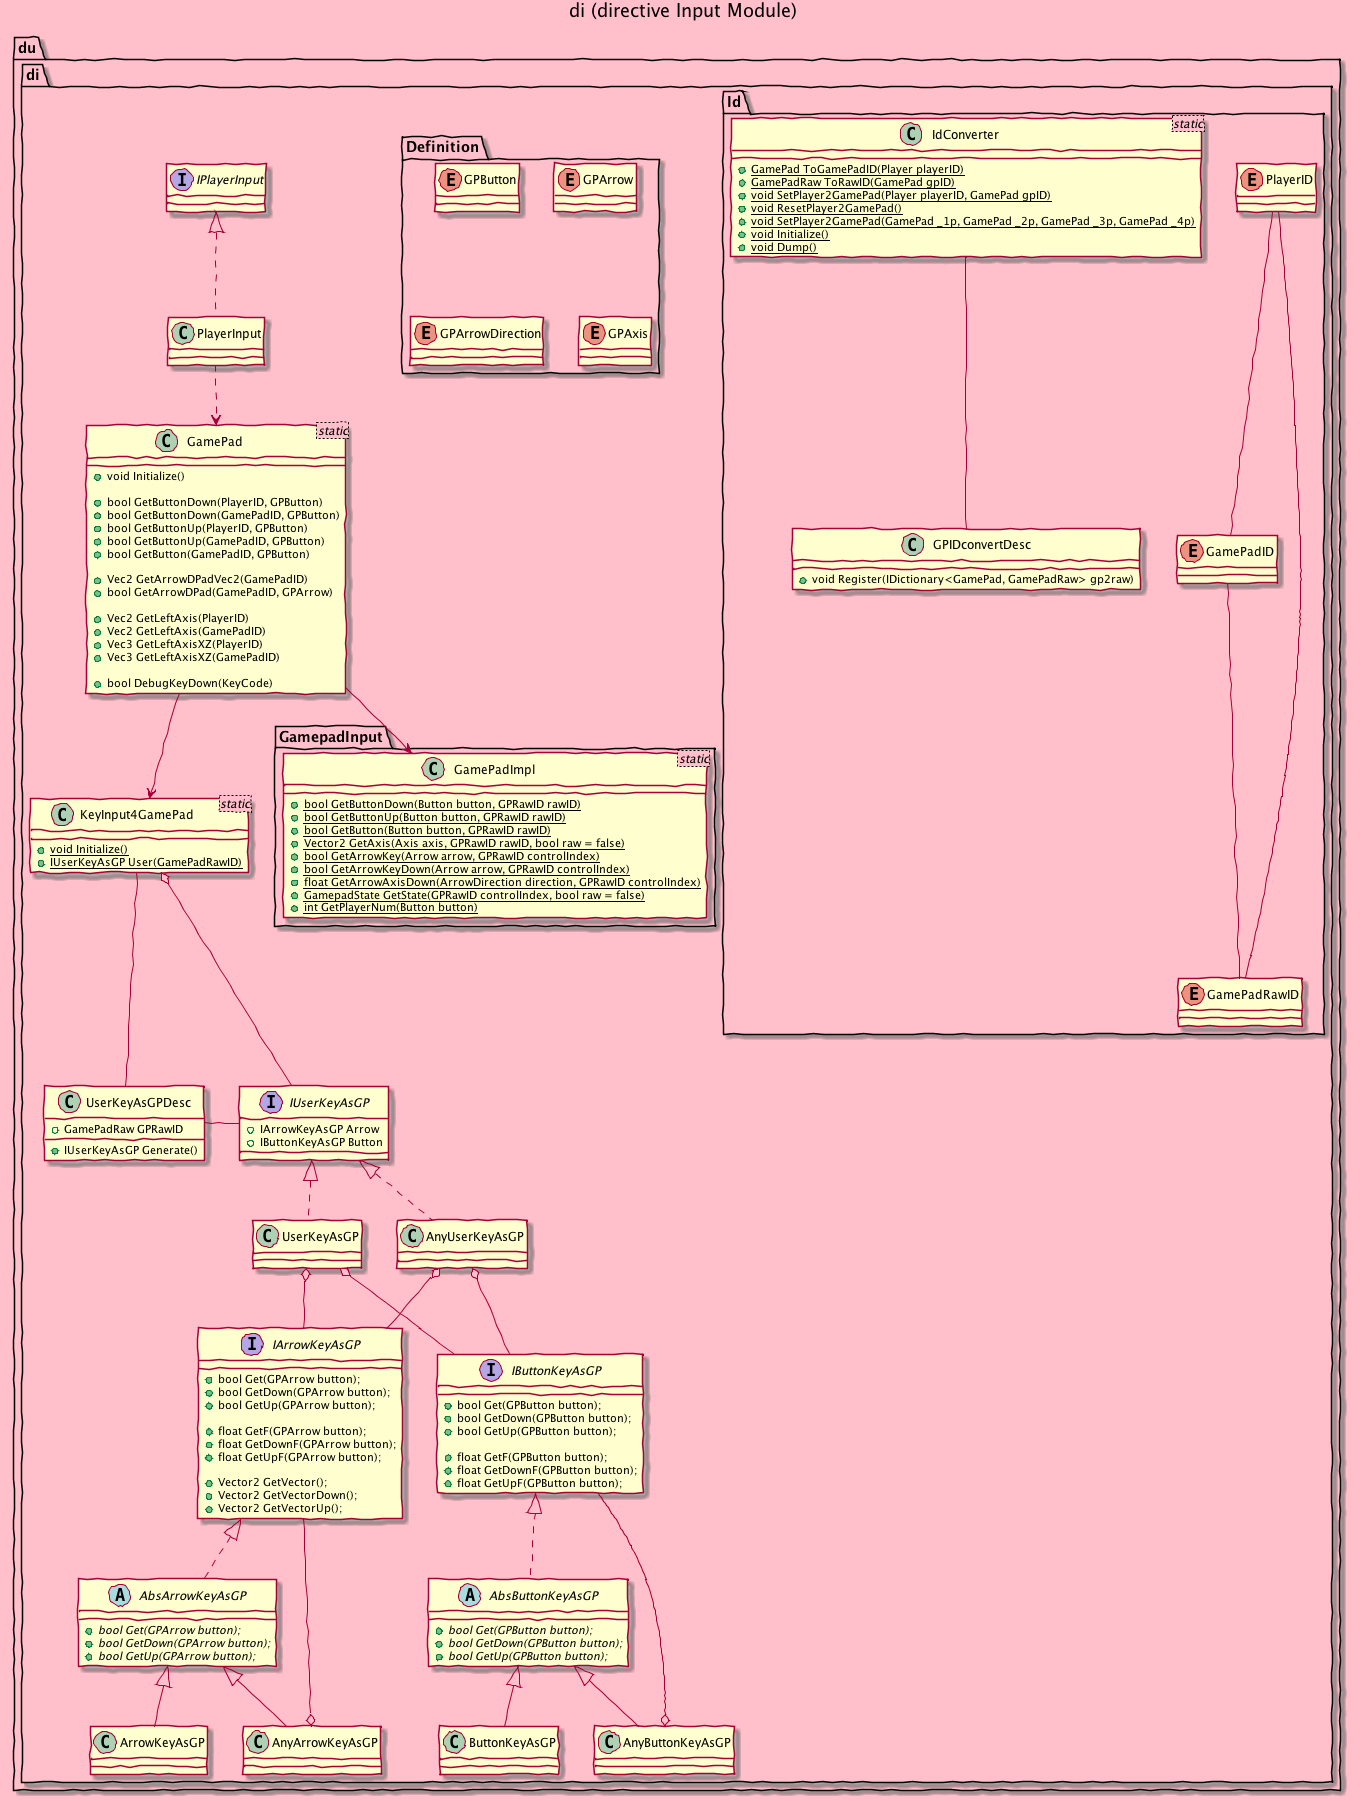 di (directive Input Module)
du
di
Id
static
C IdConverter
GamePad ToGamePadID(Player playerID)
GamePadRaw ToRawID(GamePad gpID)
void SetPlayer2GamePad(Player playerID, GamePad gpID)
void ResetPlayer2GamePad()
void SetPlayer2GamePad(GamePad _1p, GamePad _2p, GamePad _3p, GamePad _4p)
void Initialize()
void Dump()
E PlayerID
Definition
E GPButton
E GPArrow
E GPArrowDirection
E GPAxis
I IPlayerInput
C PlayerInput
static
C GamePad
void Initialize()
bool GetButtonDown(PlayerID, GPButton)
bool GetButtonDown(GamePadID, GPButton)
bool GetButtonUp(PlayerID, GPButton)
bool GetButtonUp(GamePadID, GPButton)
bool GetButton(GamePadID, GPButton)
Vec2 GetArrowDPadVec2(GamePadID)
bool GetArrowDPad(GamePadID, GPArrow)
Vec2 GetLeftAxis(PlayerID)
Vec2 GetLeftAxis(GamePadID)
Vec3 GetLeftAxisXZ(PlayerID)
Vec3 GetLeftAxisXZ(GamePadID)
bool DebugKeyDown(KeyCode)
C GPIDconvertDesc
void Register(IDictionary<GamePad, GamePadRaw> gp2raw)
E GamePadID
GamepadInput
static
C GamePadImpl
bool GetButtonDown(Button button, GPRawID rawID)
bool GetButtonUp(Button button, GPRawID rawID)
bool GetButton(Button button, GPRawID rawID)
Vector2 GetAxis(Axis axis, GPRawID rawID, bool raw = false)
bool GetArrowKey(Arrow arrow, GPRawID controlIndex)
bool GetArrowKeyDown(Arrow arrow, GPRawID controlIndex)
float GetArrowAxisDown(ArrowDirection direction, GPRawID controlIndex)
GamepadState GetState(GPRawID controlIndex, bool raw = false)
int GetPlayerNum(Button button)
static
C KeyInput4GamePad
void Initialize()
IUserKeyAsGP User(GamePadRawID)
E GamePadRawID
C UserKeyAsGPDesc
GamePadRaw GPRawID
IUserKeyAsGP Generate()
I IUserKeyAsGP
IArrowKeyAsGP Arrow
IButtonKeyAsGP Button
C UserKeyAsGP
C AnyUserKeyAsGP
I IArrowKeyAsGP
bool Get(GPArrow button);
bool GetDown(GPArrow button);
bool GetUp(GPArrow button);
float GetF(GPArrow button);
float GetDownF(GPArrow button);
float GetUpF(GPArrow button);
Vector2 GetVector();
Vector2 GetVectorDown();
Vector2 GetVectorUp();
I IButtonKeyAsGP
bool Get(GPButton button);
bool GetDown(GPButton button);
bool GetUp(GPButton button);
float GetF(GPButton button);
float GetDownF(GPButton button);
float GetUpF(GPButton button);
A AbsArrowKeyAsGP
bool Get(GPArrow button);
bool GetDown(GPArrow button);
bool GetUp(GPArrow button);
A AbsButtonKeyAsGP
bool Get(GPButton button);
bool GetDown(GPButton button);
bool GetUp(GPButton button);
C ArrowKeyAsGP
C AnyArrowKeyAsGP
C ButtonKeyAsGP
C AnyButtonKeyAsGP